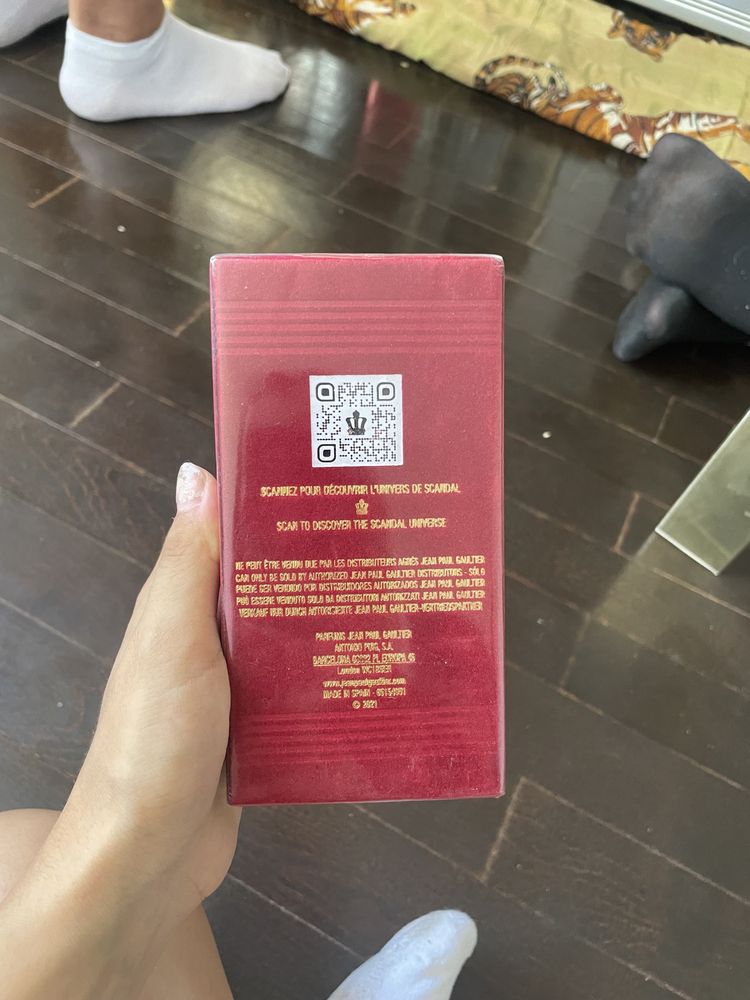 SCANNEZ POUR DÉCOUVRIR L'UNIVERS DE SCANDAL
SCAN TO DISCOVER THE SCANDAL UNIVERSE
NE PEUT ÊTRE VENDU QUE PAR LES DISTRIBUTEURS AGRÉÉS JEAN PAUL GAULTIER
CAN ONLY BE SOLD BY AUTHORIZED JEAN PAUL GAULTIER DISTRIBUTORS - SÓLO
PUEDE SER VENDIDO POR DISTRIBUIDORES AUTORIZADOS JEAN PAUL GAULTIER
PUÒ ESSERE VENDUTO SOLO DA DISTRIBUTORI AUTORIZZATI JEAN PAUL GAULTIER
VERKAUF NUR DURCH AUTORISIERTE JEAN PAUL GAULTIER-VERTRIEBSPARTNER
PARFUMS JEAN PAUL GAULTIER
ANTONIO PUIG, S.A.
BARCELONA PL EUROPA 46
London
www.jeanpaulgaultier.com
MADE IN SPAIN - 65154991
© 2021